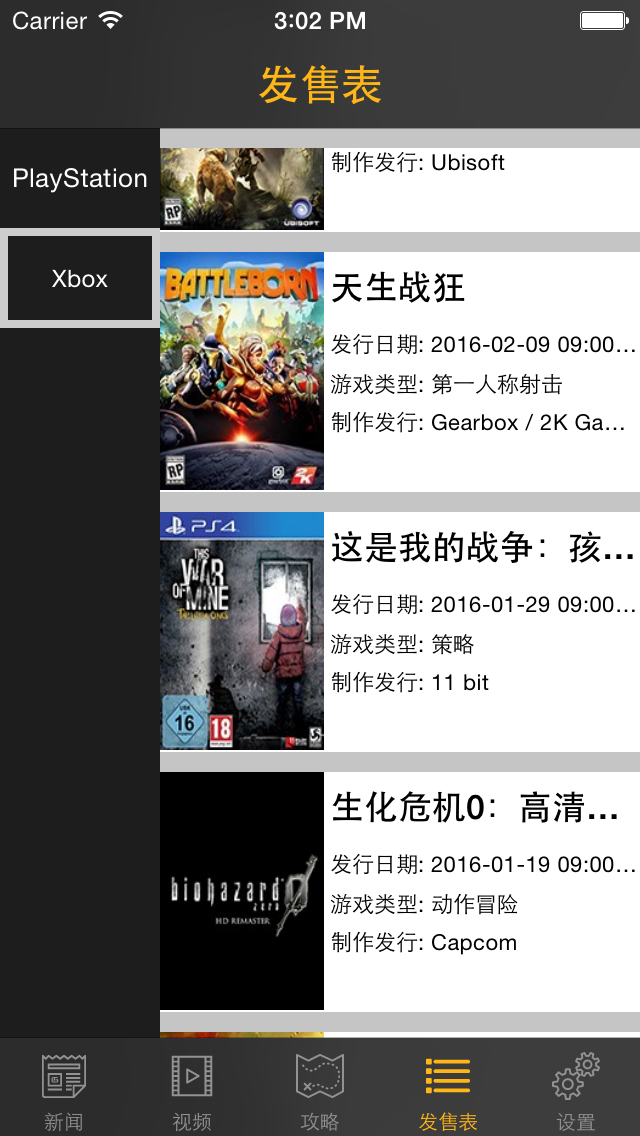 Carrier 3:02 PM
发售表
PlayStation
Xbox
制作发行: Ubisoft
RP
UBISOFT
BATTLEBORN
天生战狂
发行日期: 2016-02-09 09:00...
游戏类型: 第一人称射击
制作发行: Gearbox / 2K Ga...
RP
gearbox 2K
PS4
THIS WAR OF MINE
THE LITTLE ONES
这是我的战争：孩...
发行日期: 2016-01-29 09:00...
游戏类型: 策略
制作发行: 11 bit
USK 16
18
biohazard 0
zero
HD REMASTER
生化危机0：高清...
发行日期: 2016-01-19 09:00...
游戏类型: 动作冒险
制作发行: Capcom
新闻 视频 攻略 发售表 设置